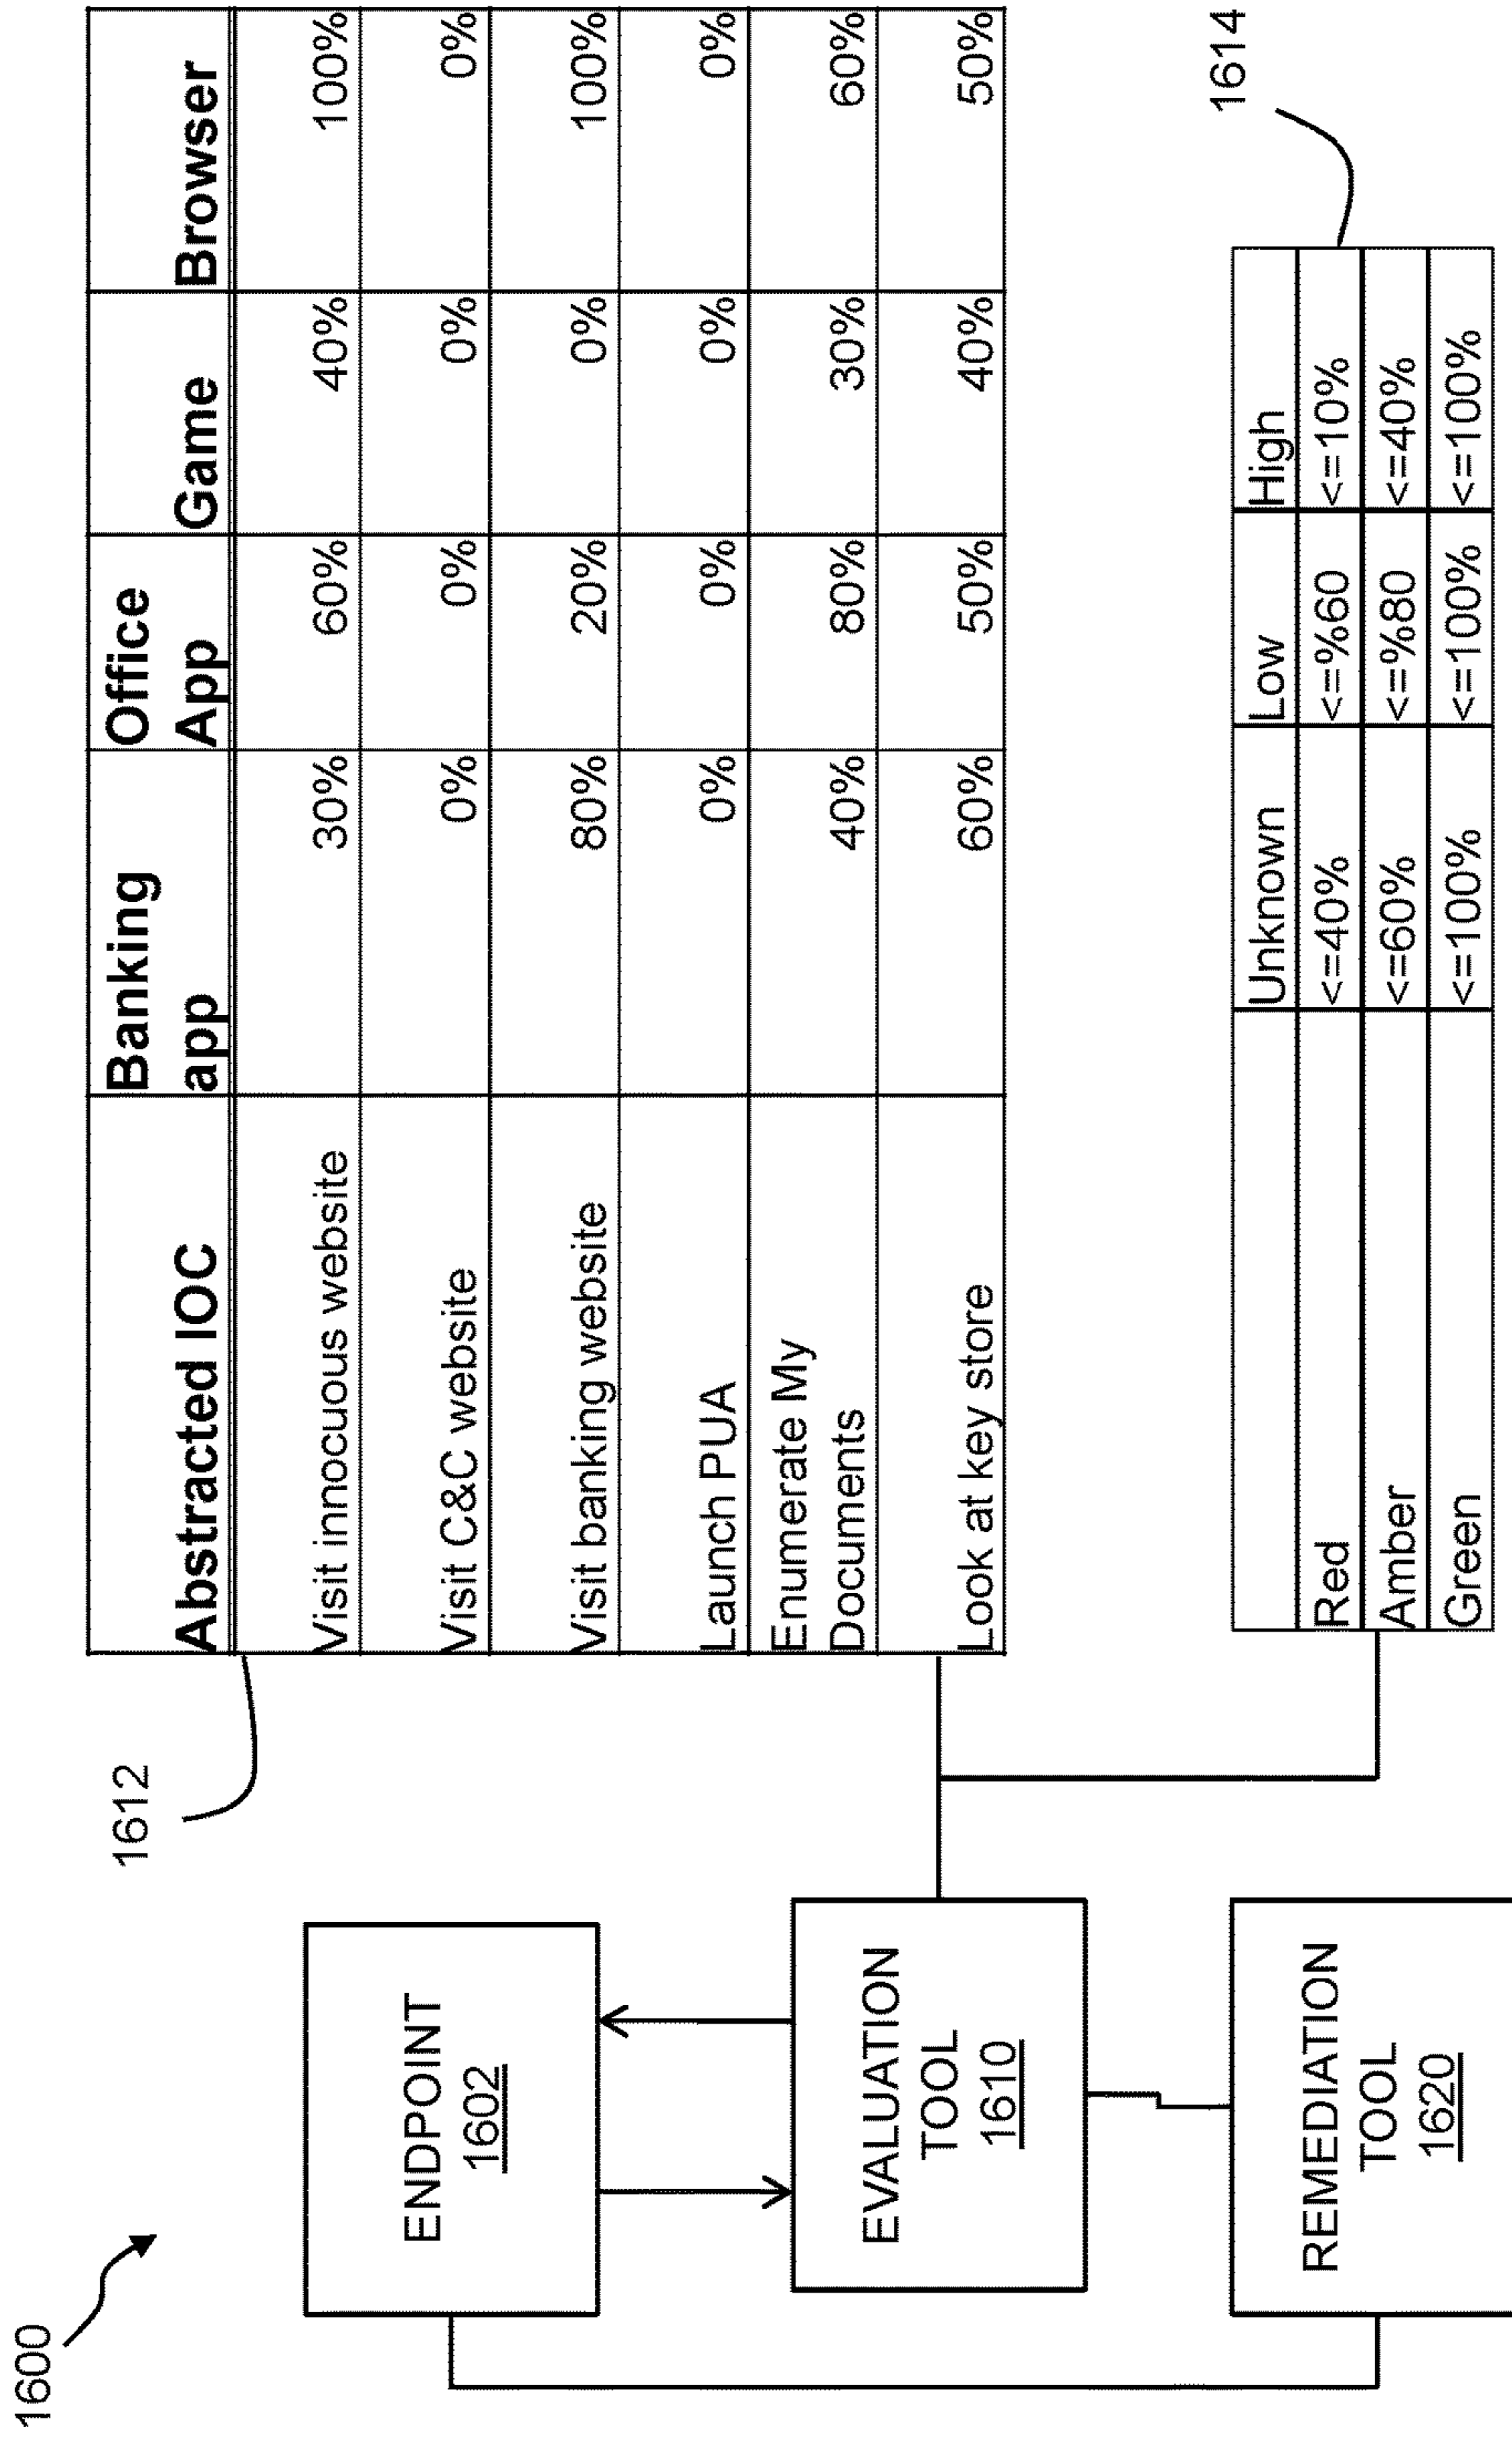 1600
ENDPOINT
1602
EVALUATION
TOOL
1610
REMEDIATION
TOOL
1620
1612
Abstracted IOC Banking app Office App Game Browser
Visit innocuous website 30% 60% 40% 100%
Visit C&C website 0% 0% 0% 0%
Visit banking website 80% 20% 0% 100%
Launch PUA 0% 0% 0% 0%
Enumerate My
Documents 40% 80% 30% 60%
Look at key store 60% 50% 40% 50%
1614
Unknown Low High
Red <=40% <=%60 <=10%
Amber <=60% <=%80 <=40%
Green <=100% <=100% <=100%